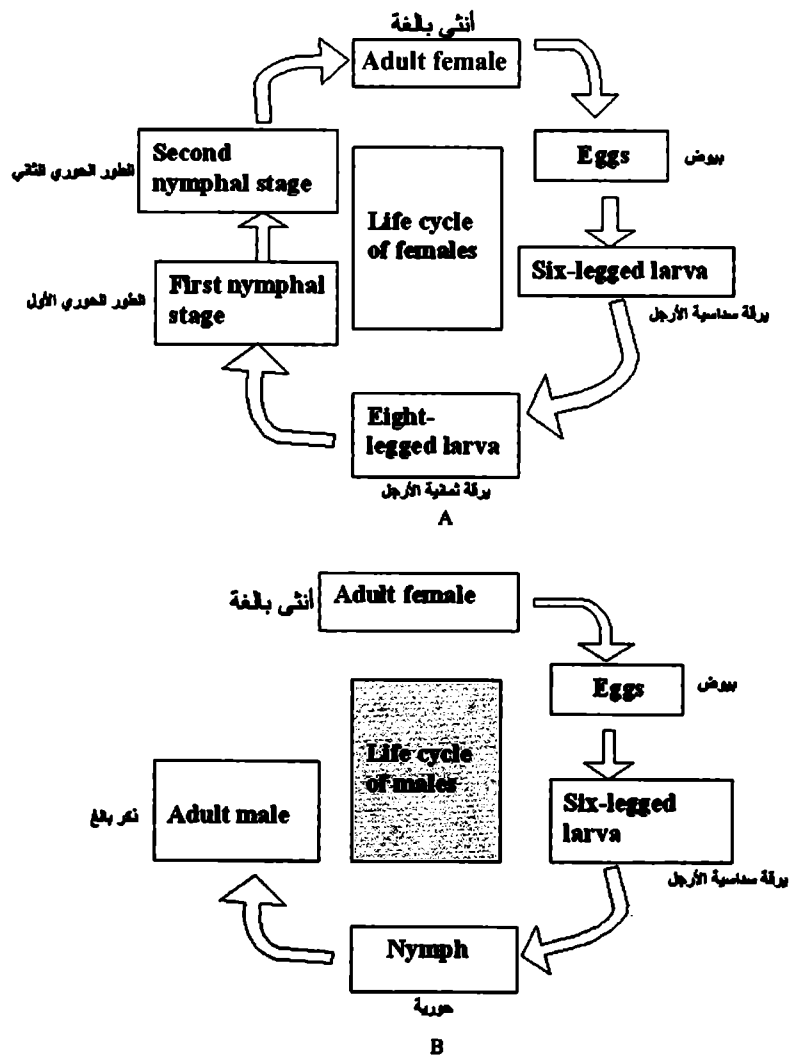 أنثى بالغة
Adult female
Eggs
بيوض
Second
nymphal stage
الطور الحوري الثاني
Life cycle
of females
Six-legged larva
يرقة سداسية الأرجل
First nymphal
stage
الطور الحوري الأول
Eight-
legged larva
يرقة ثمانية الأرجل
A
Adult female
أنثى بالغة
Eggs
بيوض
Life cycle
of males
Six-legged
larva
يرقة سداسية الأرجل
Adult male
ذكر بالغ
Nymph
حورية
B